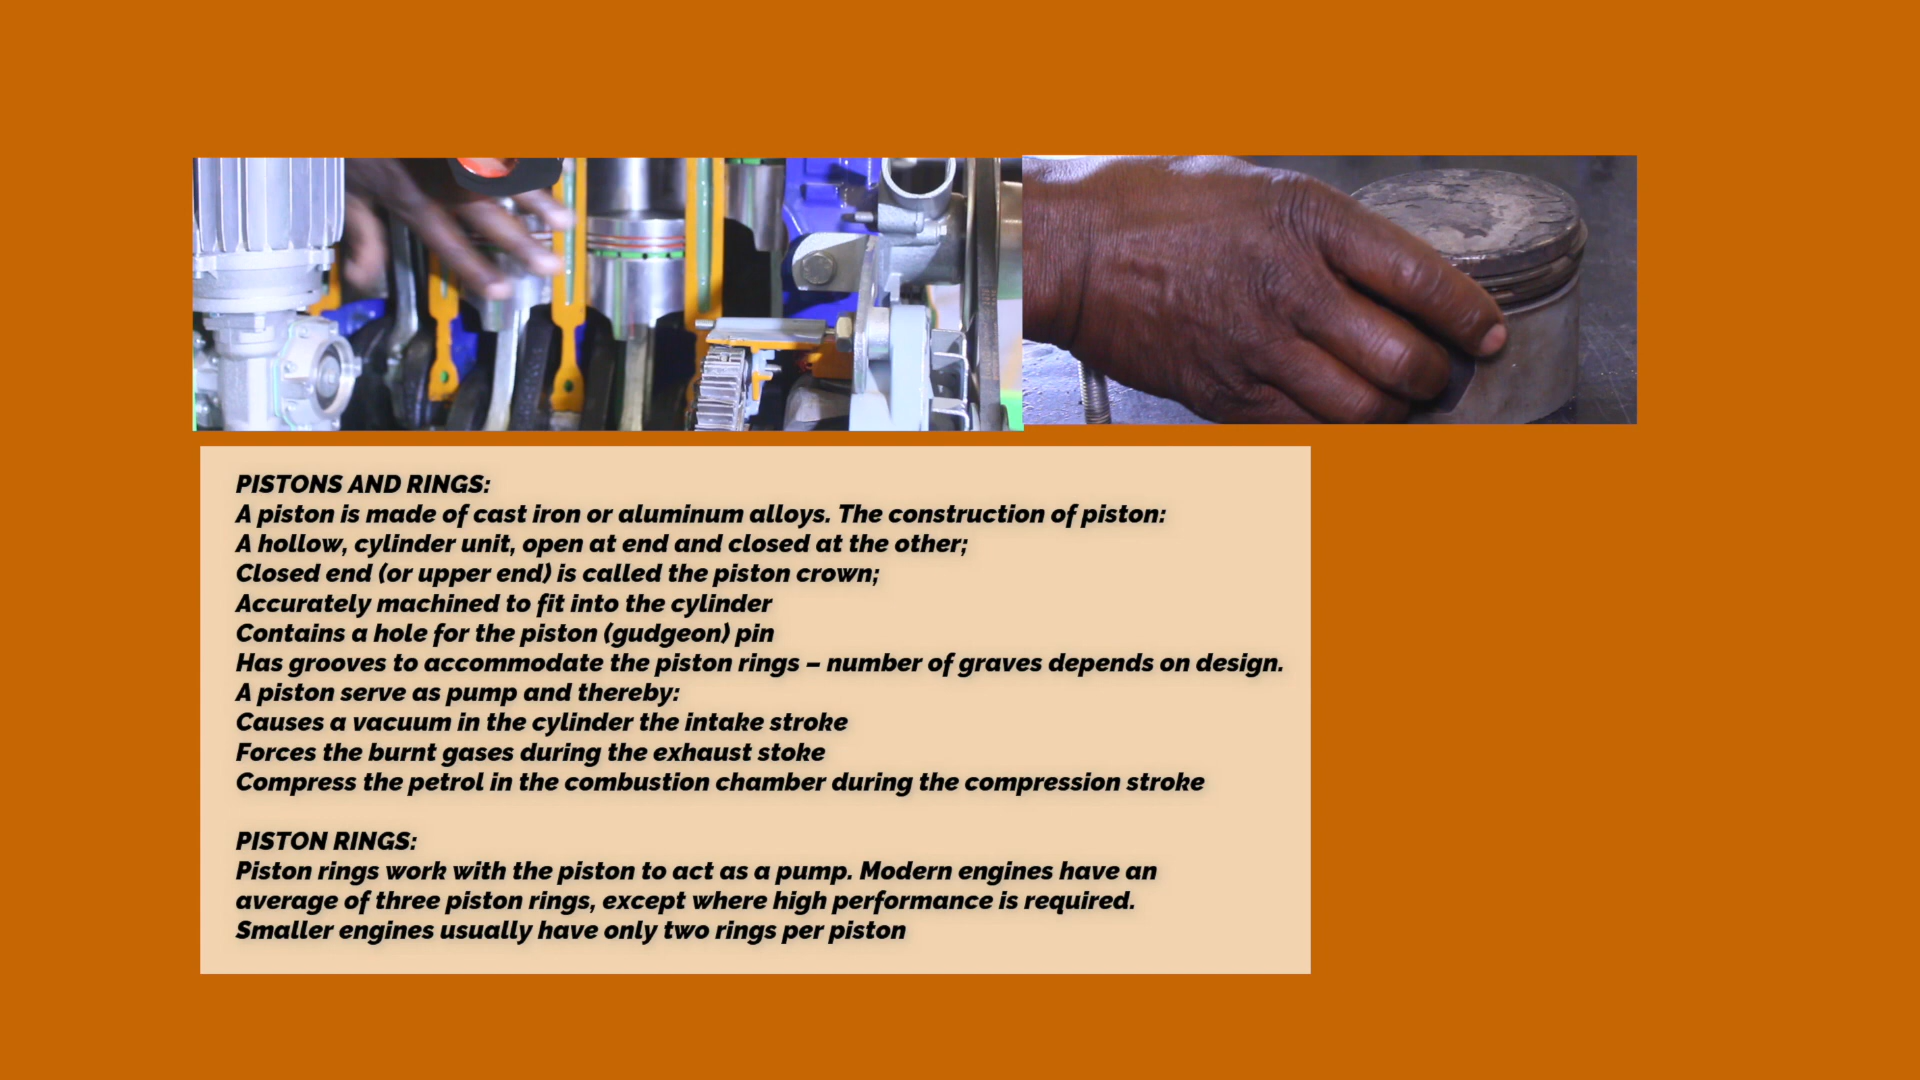 PISTONS AND RINGS:
A piston is made of cast iron or aluminum alloys. The construction of piston:
A hollow, cylinder unit, open at end and closed at the other;
Closed end (or upper end) is called the piston crown;
Accurately machined to fit into the cylinder
Contains a hole for the piston (gudgeon) pin
Has grooves to accommodate the piston rings – number of graves depends on design.
A piston serve as pump and thereby:
Causes a vacuum in the cylinder the intake stroke
Forces the burnt gases during the exhaust stoke
Compress the petrol in the combustion chamber during the compression stroke
PISTON RINGS:
Piston rings work with the piston to act as a pump. Modern engines have an
average of three piston rings, except where high performance is required.
Smaller engines usually have only two rings per piston